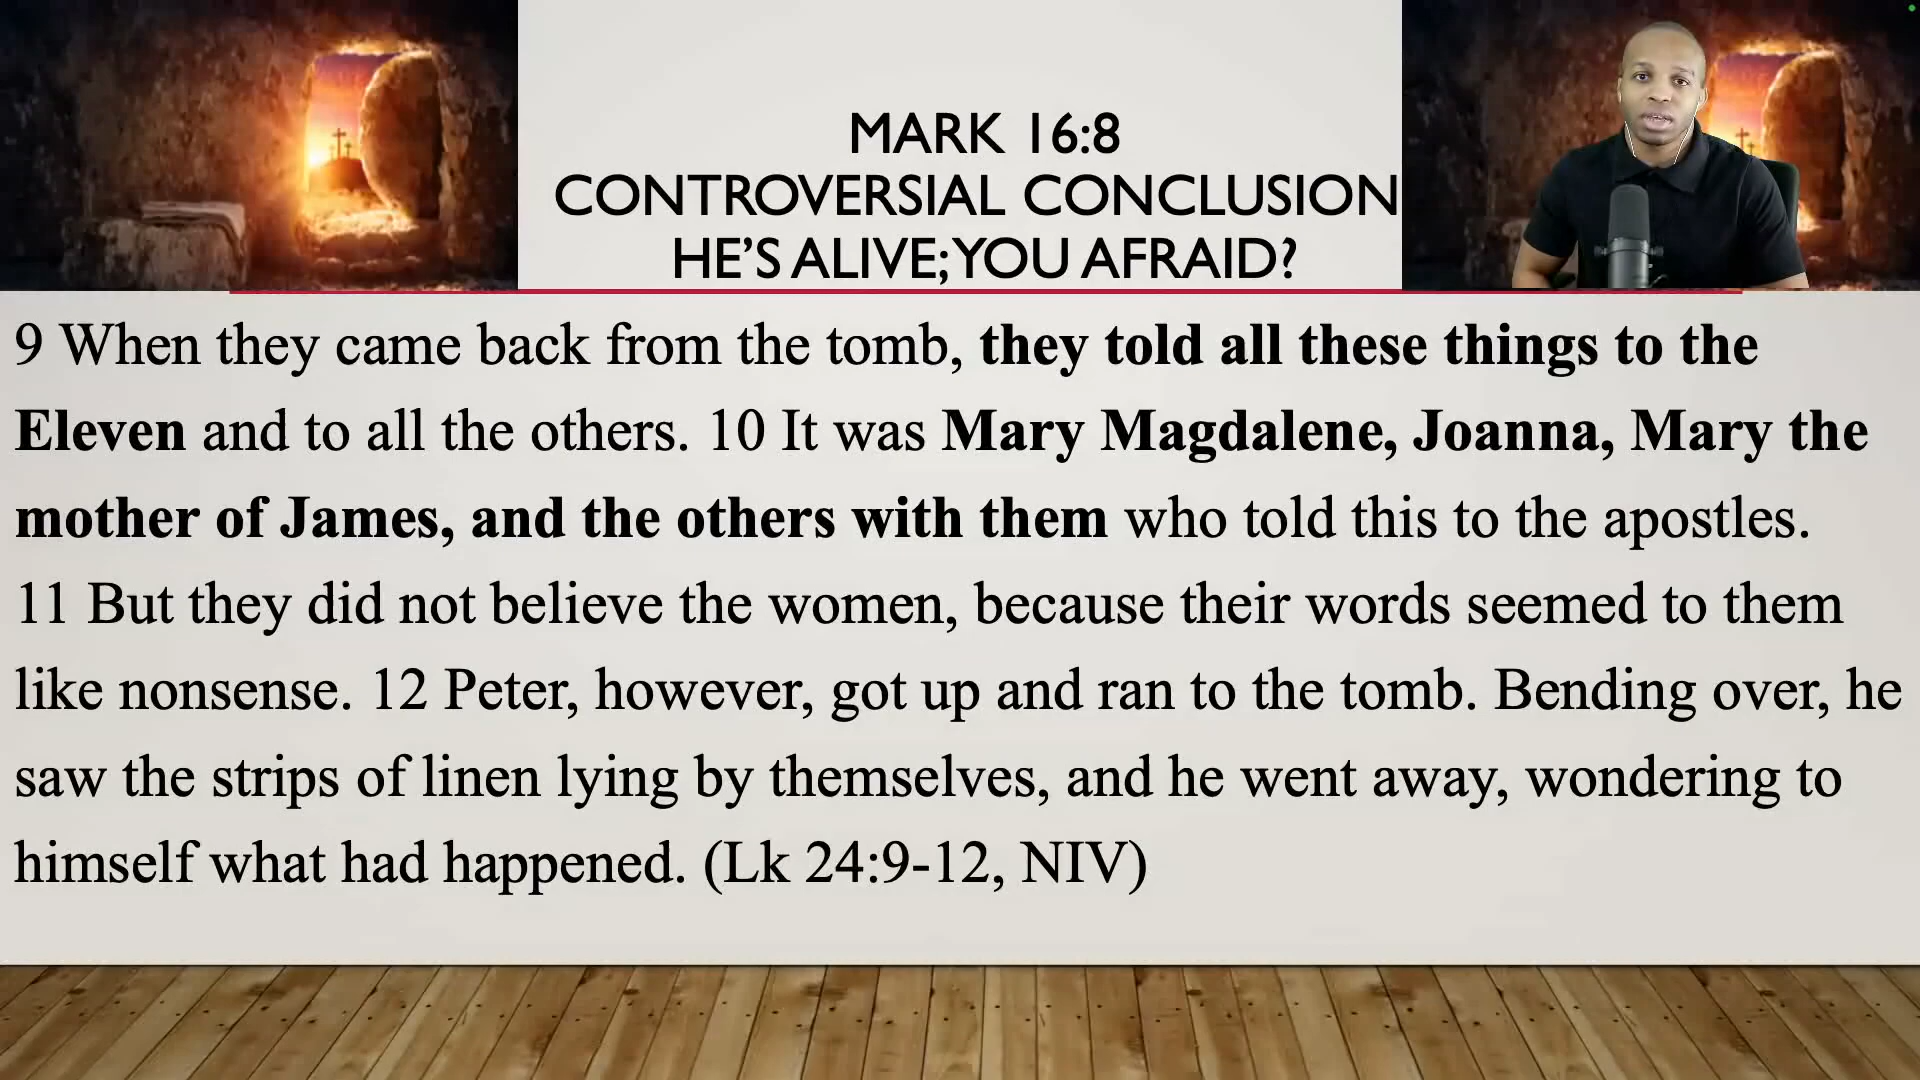 MARK 16:8
CONTROVERSIAL CONCLUSION
HE’S ALIVE; YOU AFRAID?
9 When they came back from the tomb, they told all these things to the
Eleven and to all the others. 10 It was Mary Magdalene, Joanna, Mary the
mother of James, and the others with them who told this to the apostles.
11 But they did not believe the women, because their words seemed to them
like nonsense. 12 Peter, however, got up and ran to the tomb. Bending over, he
saw the strips of linen lying by themselves, and he went away, wondering to
himself what had happened. (Lk 24:9-12, NIV)